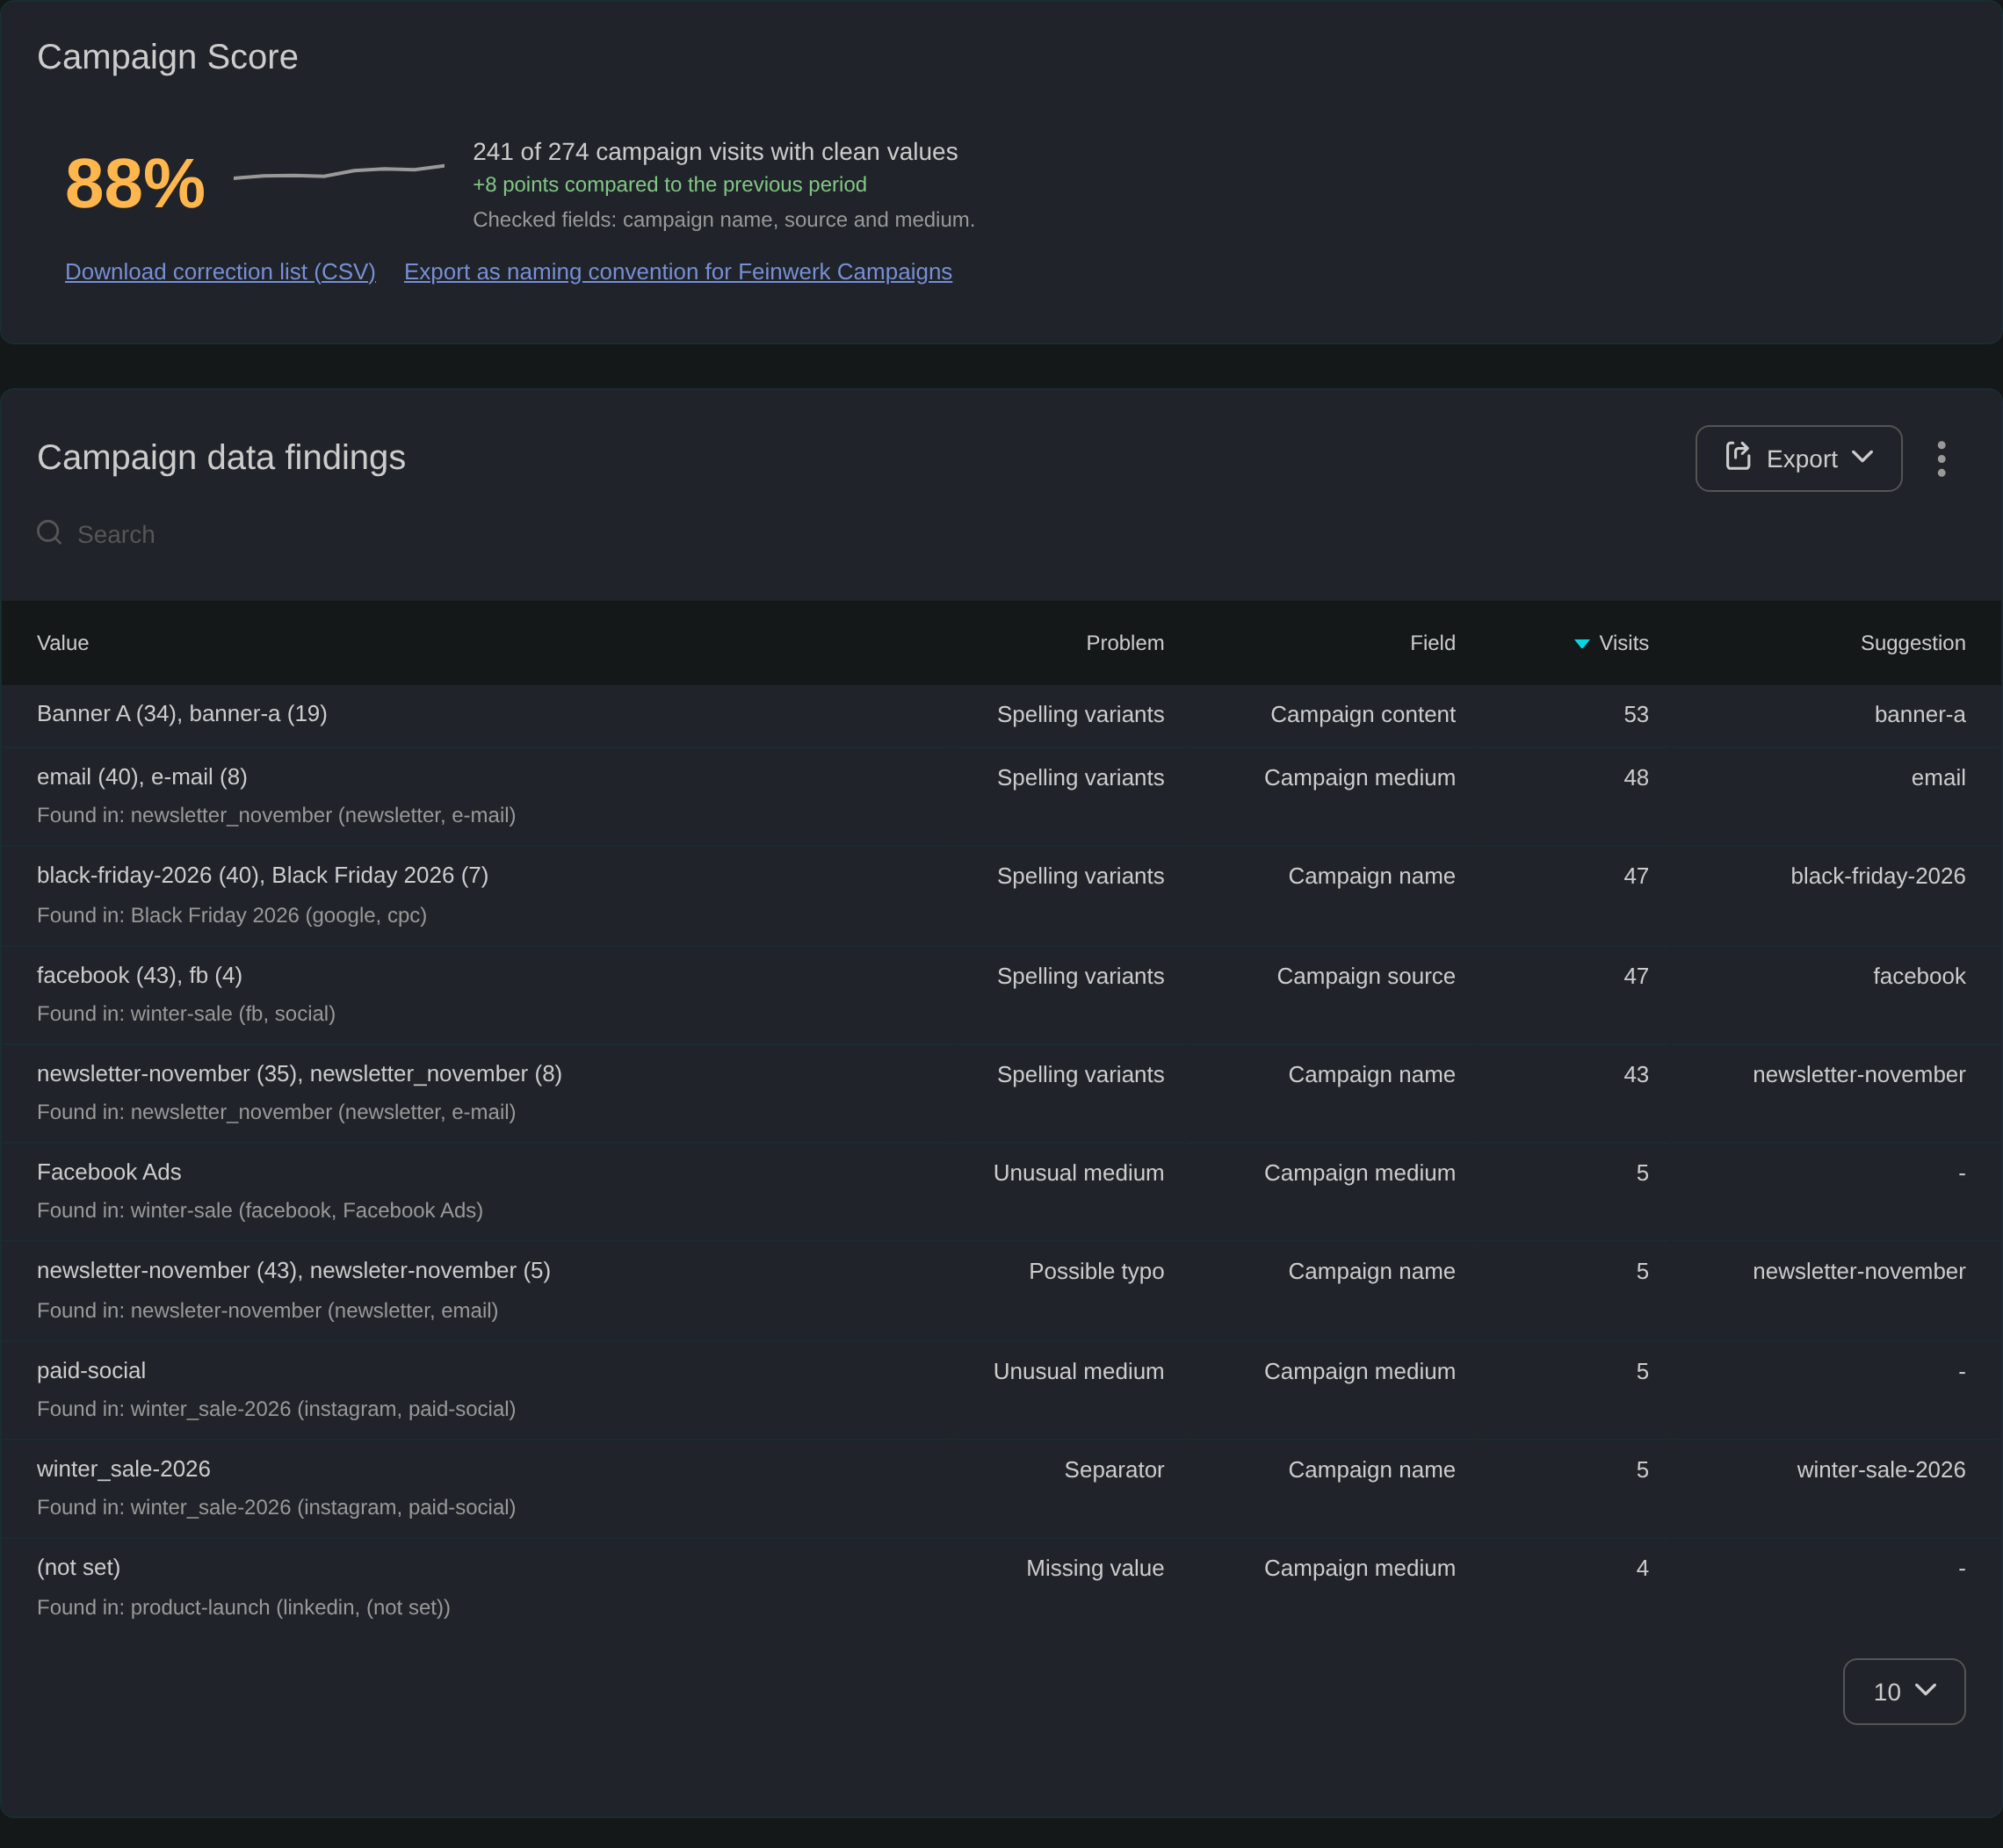 Campaign Score
88%
241 of 274 campaign visits with clean values
+8 points compared to the previous period
Checked fields: campaign name, source and medium.
Download correction list (CSV) Export as naming convention for Feinwerk Campaigns
Campaign data findings
Export
Search
Value Problem Field Visits Suggestion
Banner A (34), banner-a (19) Spelling variants Campaign content 53 banner-a
email (40), e-mail (8) Spelling variants Campaign medium 48 email
Found in: newsletter_november (newsletter, e-mail)
black-friday-2026 (40), Black Friday 2026 (7) Spelling variants Campaign name 47 black-friday-2026
Found in: Black Friday 2026 (google, cpc)
facebook (43), fb (4) Spelling variants Campaign source 47 facebook
Found in: winter-sale (fb, social)
newsletter-november (35), newsletter_november (8) Spelling variants Campaign name 43 newsletter-november
Found in: newsletter_november (newsletter, e-mail)
Facebook Ads Unusual medium Campaign medium 5 -
Found in: winter-sale (facebook, Facebook Ads)
newsletter-november (43), newsleter-november (5) Possible typo Campaign name 5 newsletter-november
Found in: newsleter-november (newsletter, email)
paid-social Unusual medium Campaign medium 5 -
Found in: winter_sale-2026 (instagram, paid-social)
winter_sale-2026 Separator Campaign name 5 winter-sale-2026
Found in: winter_sale-2026 (instagram, paid-social)
(not set) Missing value Campaign medium 4 -
Found in: product-launch (linkedin, (not set))
10